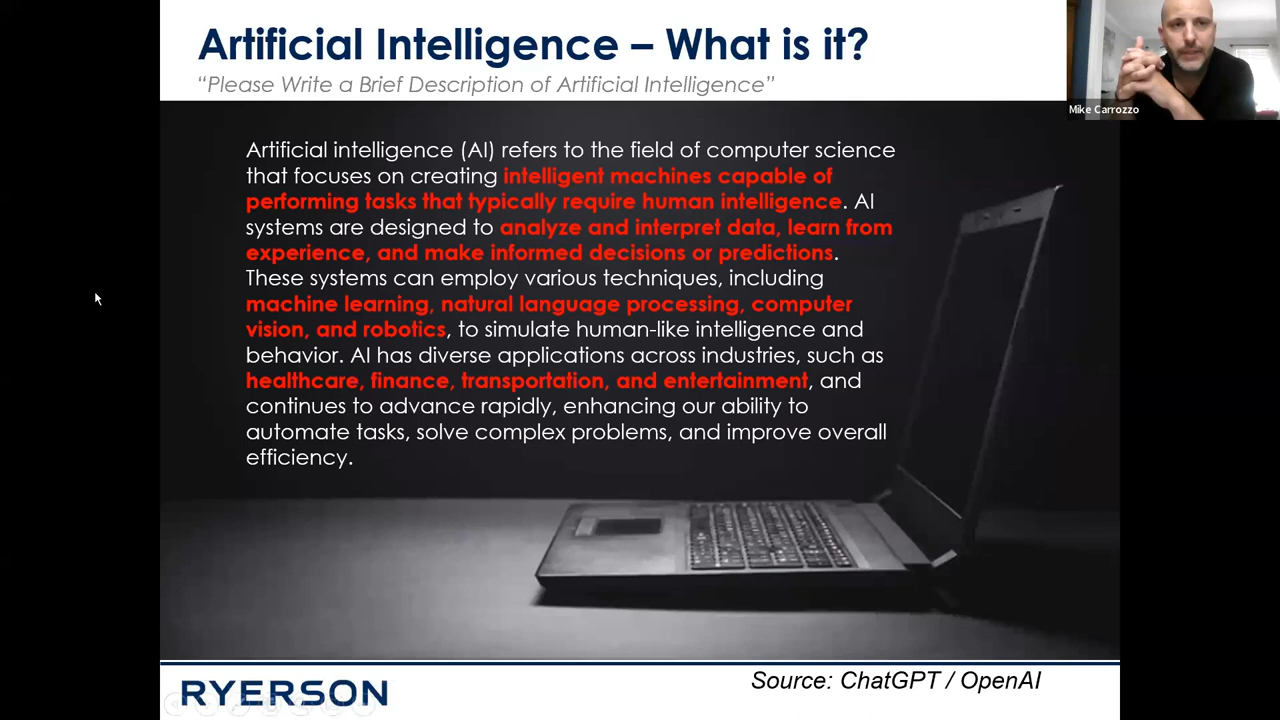 Artificial Intelligence – What is it?
“Please Write a Brief Description of Artificial Intelligence”
Mike Carrozzo
Artificial intelligence (AI) refers to the field of computer science
that focuses on creating intelligent machines capable of
performing tasks that typically require human intelligence. AI
systems are designed to analyze and interpret data, learn from
experience, and make informed decisions or predictions.
These systems can employ various techniques, including
machine learning, natural language processing, computer
vision, and robotics, to simulate human-like intelligence and
behavior. AI has diverse applications across industries, such as
healthcare, finance, transportation, and entertainment, and
continues to advance rapidly, enhancing our ability to
automate tasks, solve complex problems, and improve overall
efficiency.
Source: ChatGPT / OpenAI
RYERSON